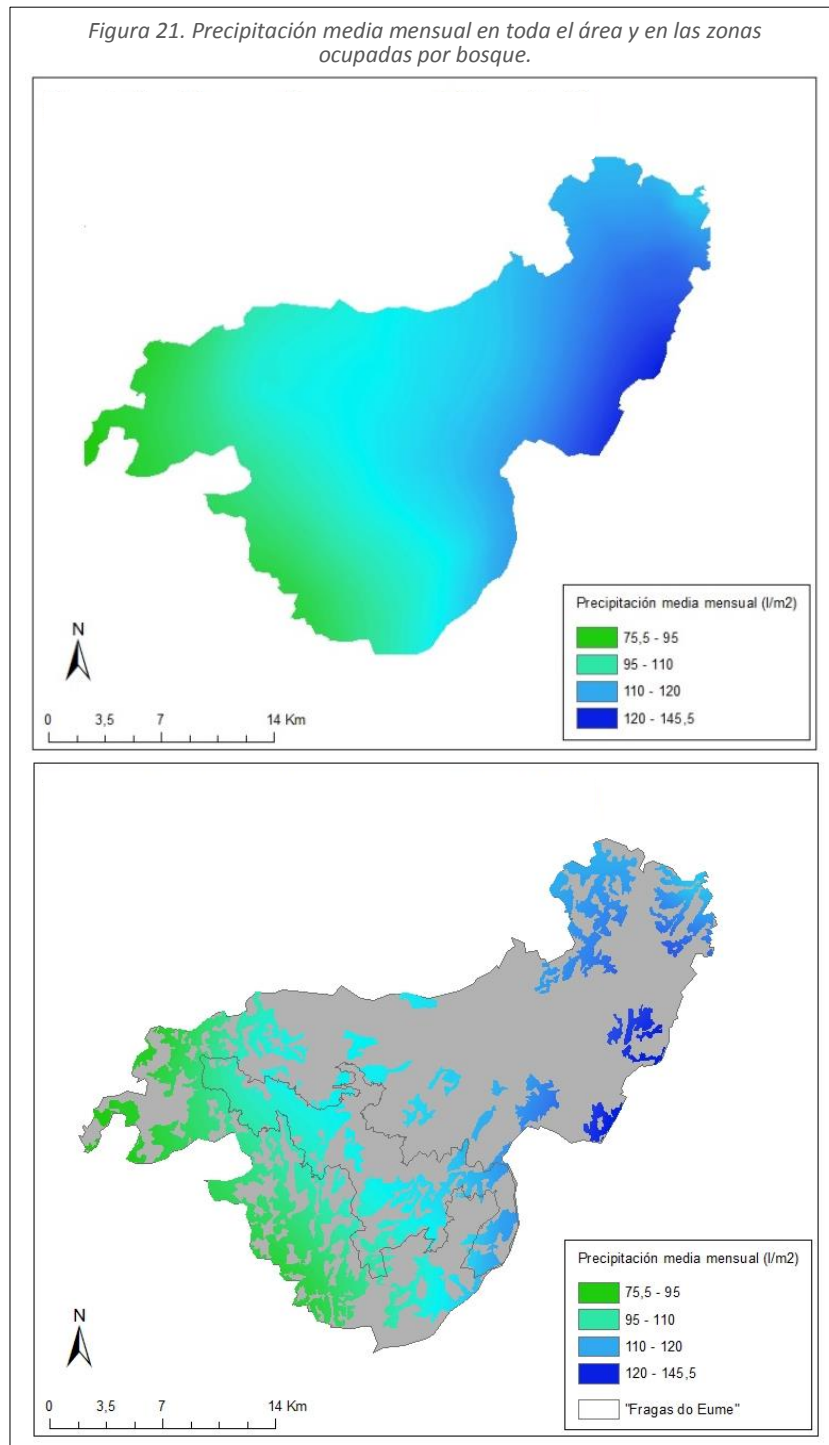 Figura 21. Precipitación media mensual en toda el área y en las zonas
ocupadas por bosque.
Precipitación media mensual (l/m2)
75,5 - 95
95 - 110
110 - 120
120 - 145,5
N
0 3,5 7 14 Km
Precipitación media mensual (l/m2)
75,5 - 95
95 - 110
110 - 120
120 - 145,5
"Fragas do Eume"
N
0 3,5 7 14 Km